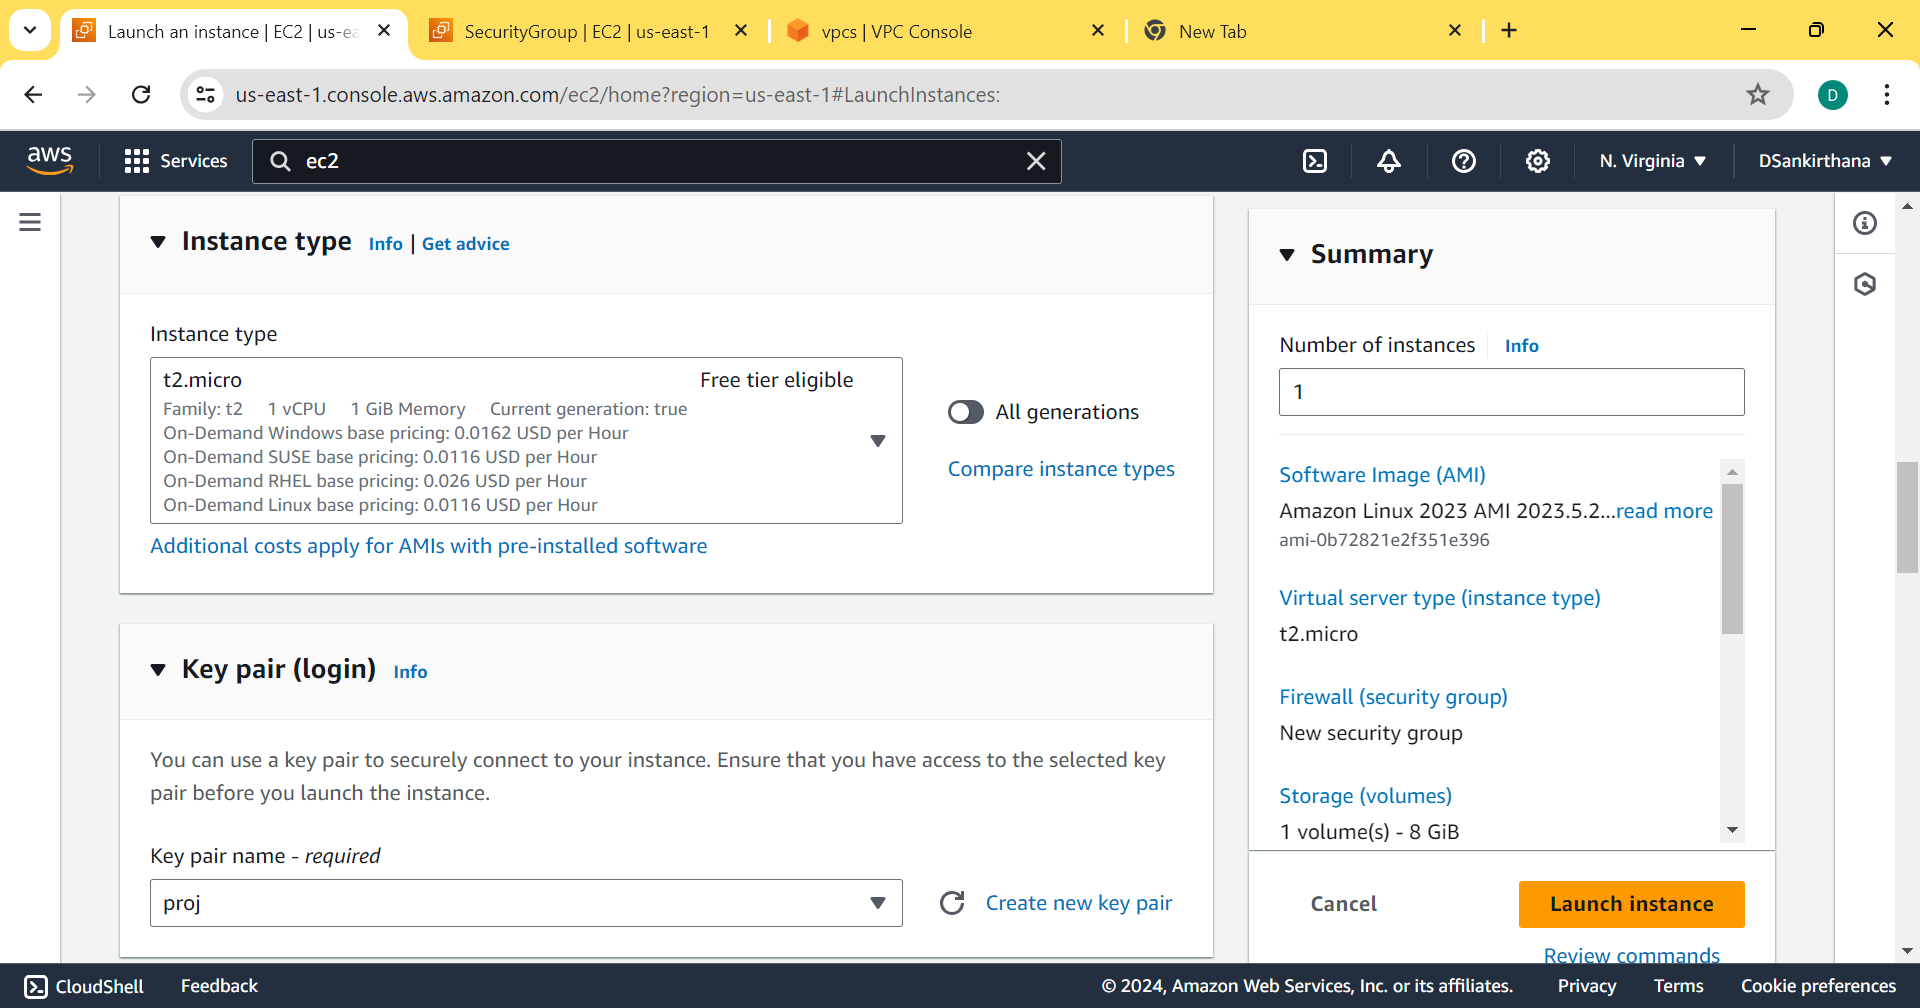 Launch an instance | EC2 | us-ea
SecurityGroup | EC2 | us-east-1
vpcs | VPC Console
New Tab
us-east-1.console.aws.amazon.com/ec2/home?region=us-east-1#LaunchInstances:
D
aws
Services
ec2
N. Virginia
DSankirthana
Instance type
Info | Get advice
Instance type
t2.micro
Free tier eligible
Family: t2 1 vCPU 1 GiB Memory Current generation: true
On-Demand Windows base pricing: 0.0162 USD per Hour
On-Demand SUSE base pricing: 0.0116 USD per Hour
On-Demand RHEL base pricing: 0.026 USD per Hour
On-Demand Linux base pricing: 0.0116 USD per Hour
All generations
Compare instance types
Additional costs apply for AMIs with pre-installed software
Key pair (login)
Info
You can use a key pair to securely connect to your instance. Ensure that you have access to the selected key
pair before you launch the instance.
Key pair name - required
proj
Create new key pair
Summary
Number of instances
Info
1
Software Image (AMI)
Amazon Linux 2023 AMI 2023.5.2...read more
ami-0b72821e2f351e396
Virtual server type (instance type)
t2.micro
Firewall (security group)
New security group
Storage (volumes)
1 volume(s) - 8 GiB
Cancel
Launch instance
Review commands
CloudShell
Feedback
© 2024, Amazon Web Services, Inc. or its affiliates.
Privacy
Terms
Cookie preferences